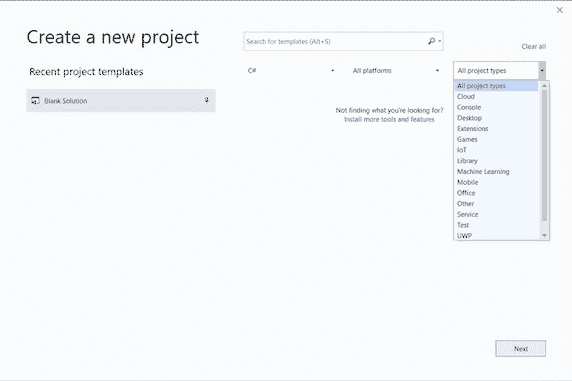 Create a new project
Search for templates (Alt+S)
Clear all
Recent project templates
C#
All platforms
All project types
Blank Solution
Not finding what you're looking for?
Install more tools and features
All project types
Cloud
Console
Desktop
Extensions
Games
IoT
Library
Machine Learning
Mobile
Office
Other
Service
Test
UWP
Next